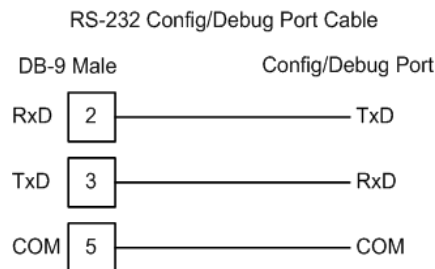 RS-232 Config/Debug Port Cable
DB-9 Male Config/Debug Port
RxD 2 TxD
TxD 3 RxD
COM 5 COM